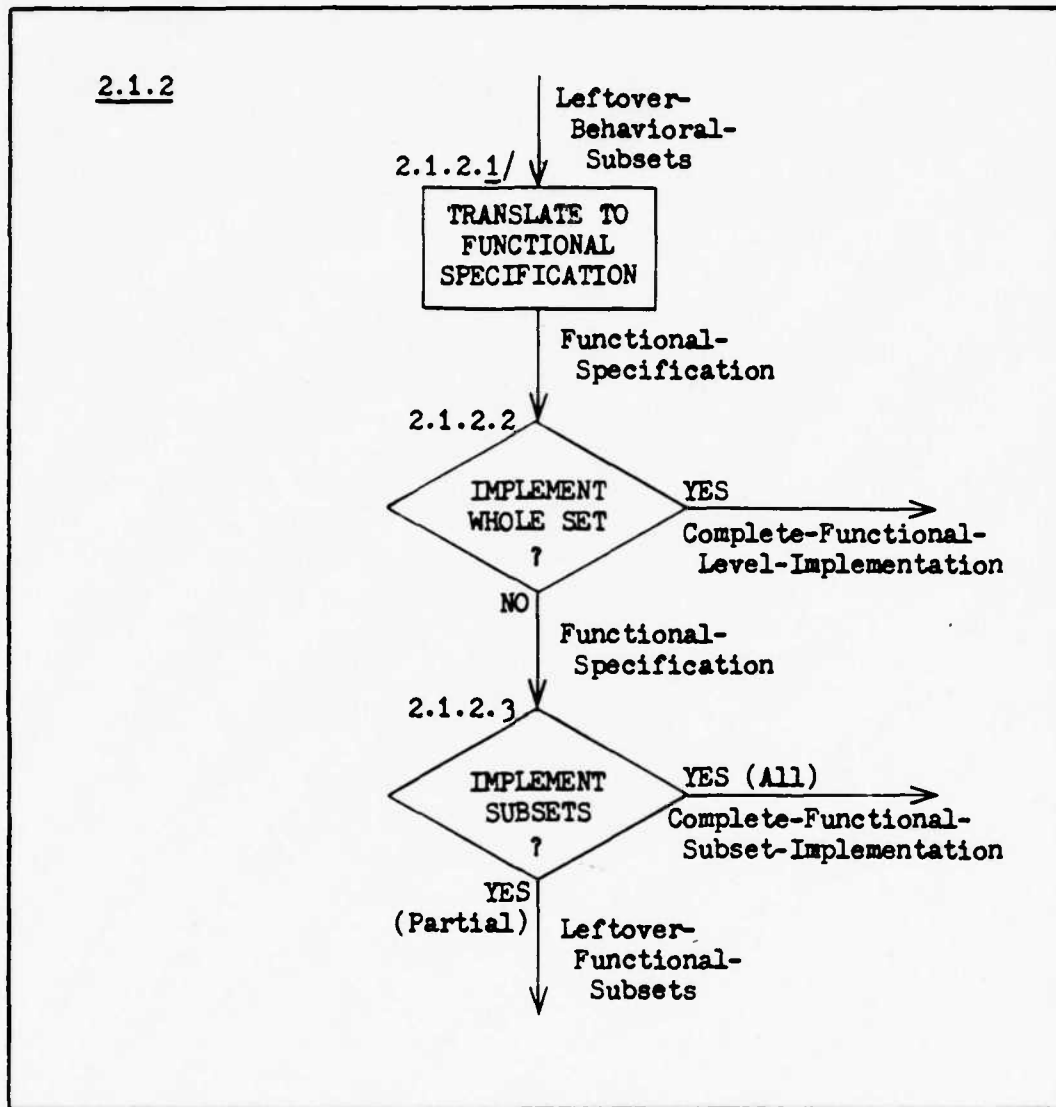 2.1.2
Leftover-
Behavioral-
Subsets
2.1.2.1/
TRANSLATE TO
FUNCTIONAL
SPECIFICATION
Functional-
Specification
2.1.2.2
IMPLEMENT
WHOLE SET
?
YES
Complete-Functional-
Level-Implementation
NO
Functional-
Specification
2.1.2.3
IMPLEMENT
SUBSETS
?
YES (All)
Complete-Functional-
Subset-Implementation
YES
(Partial)
Leftover-
Functional-
Subsets